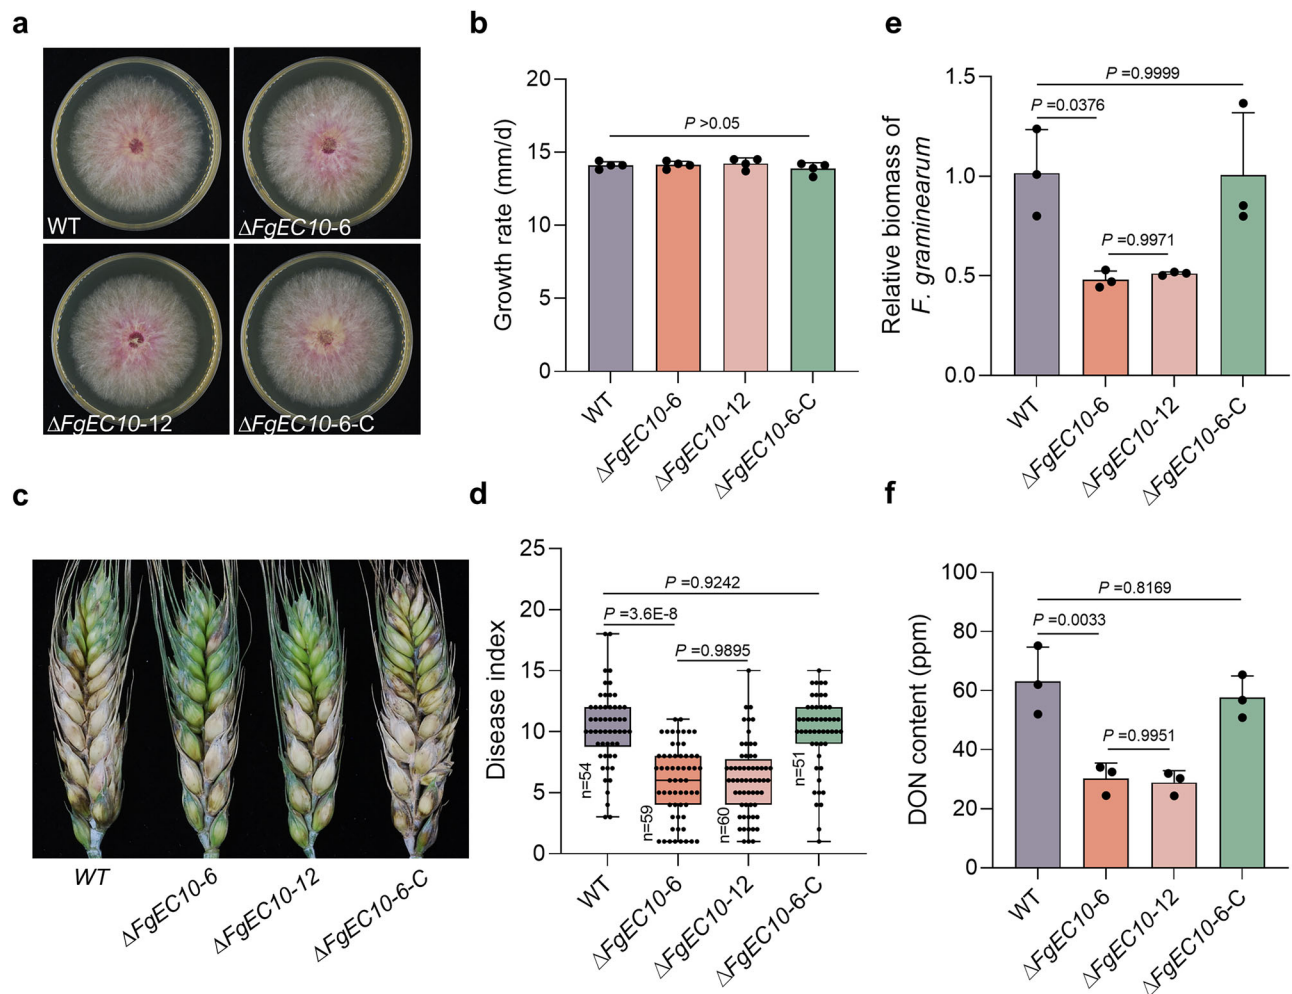 a
WT
ΔFgEC10-6
ΔFgEC10-12
ΔFgEC10-6-C
b
Growth rate (mm/d)
20
15
10
5
0
P >0.05
WT
ΔFgEC10-6
ΔFgEC10-12
ΔFgEC10-6-C
e
Relative biomass of
F. graminearum
1.5
1.0
0.5
0.0
P =0.9999
P =0.0376
P =0.9971
WT
ΔFgEC10-6
ΔFgEC10-12
ΔFgEC10-6-C
c
WT
ΔFgEC10-6
ΔFgEC10-12
ΔFgEC10-6-C
d
Disease index
25
20
15
10
5
0
P =0.9242
P =3.6E-8
P =0.9895
n=54
n=59
n=60
n=51
WT
ΔFgEC10-6
ΔFgEC10-12
ΔFgEC10-6-C
f
DON content (ppm)
100
80
60
40
20
0
P =0.8169
P =0.0033
P =0.9951
WT
ΔFgEC10-6
ΔFgEC10-12
ΔFgEC10-6-C